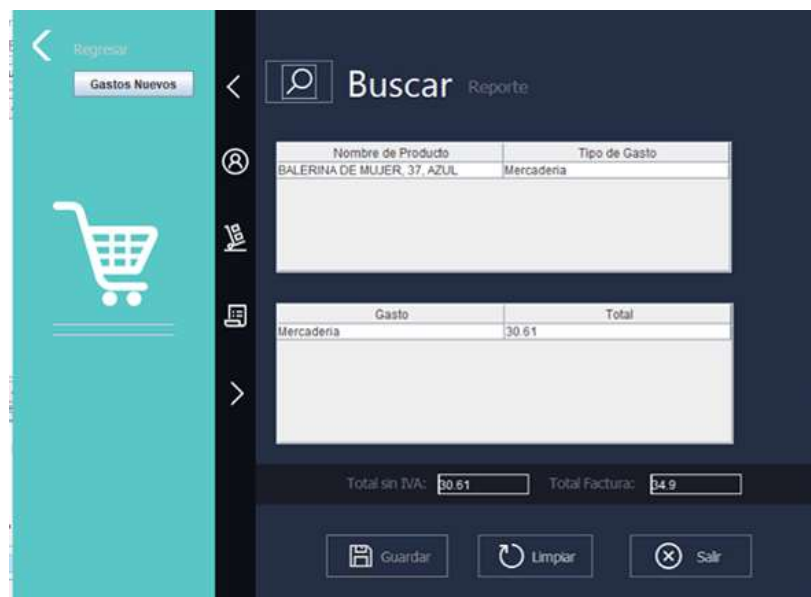 Regresar
Gastos Nuevos
Buscar Reporte
Nombre de Producto Tipo de Gasto
BALERINA DE MUJER, 37, AZUL Mercaderia
Gasto Total
Mercaderia 30.61
Total sin IVA: 30.61 Total Factura: 34.9
Guardar Limpiar Salir